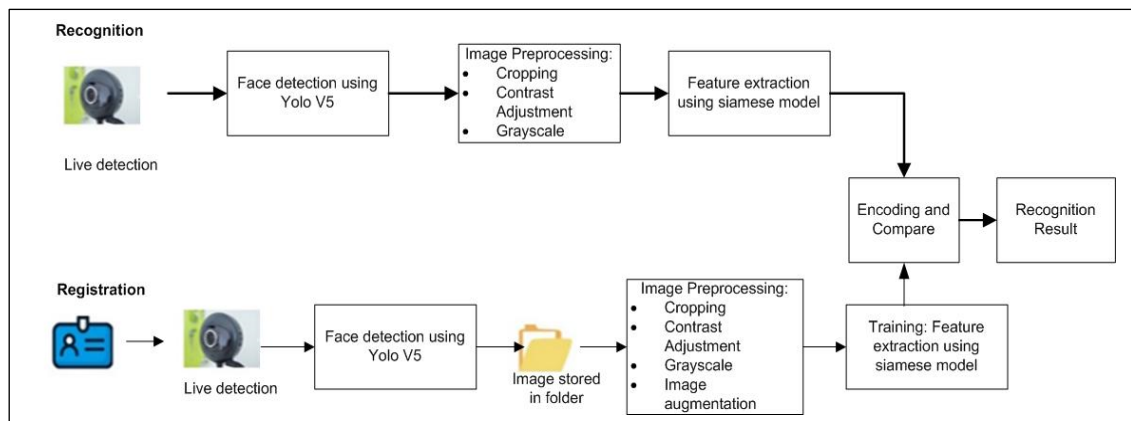 Recognition
Live detection
Face detection using
Yolo V5
Image Preprocessing:
• Cropping
• Contrast
Adjustment
• Grayscale
Feature extraction
using siamese model
Encoding and
Compare
Recognition
Result
Registration
Live detection
Face detection using
Yolo V5
Image stored
in folder
Image Preprocessing:
• Cropping
• Contrast
Adjustment
• Grayscale
• Image
augmentation
Training: Feature
extraction using
siamese model